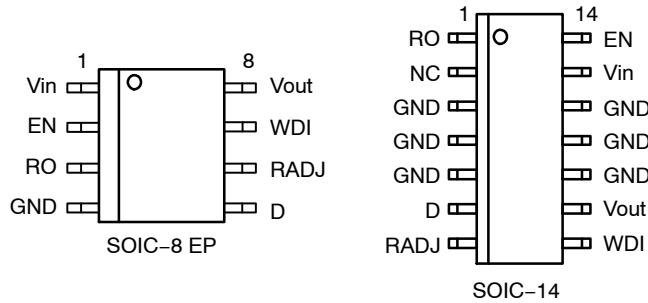 1 8
Vin Vout
EN WDI
RO RADJ
GND D
SOIC−8 EP
1 14
RO EN
NC Vin
GND GND
GND GND
GND GND
D Vout
RADJ WDI
SOIC−14